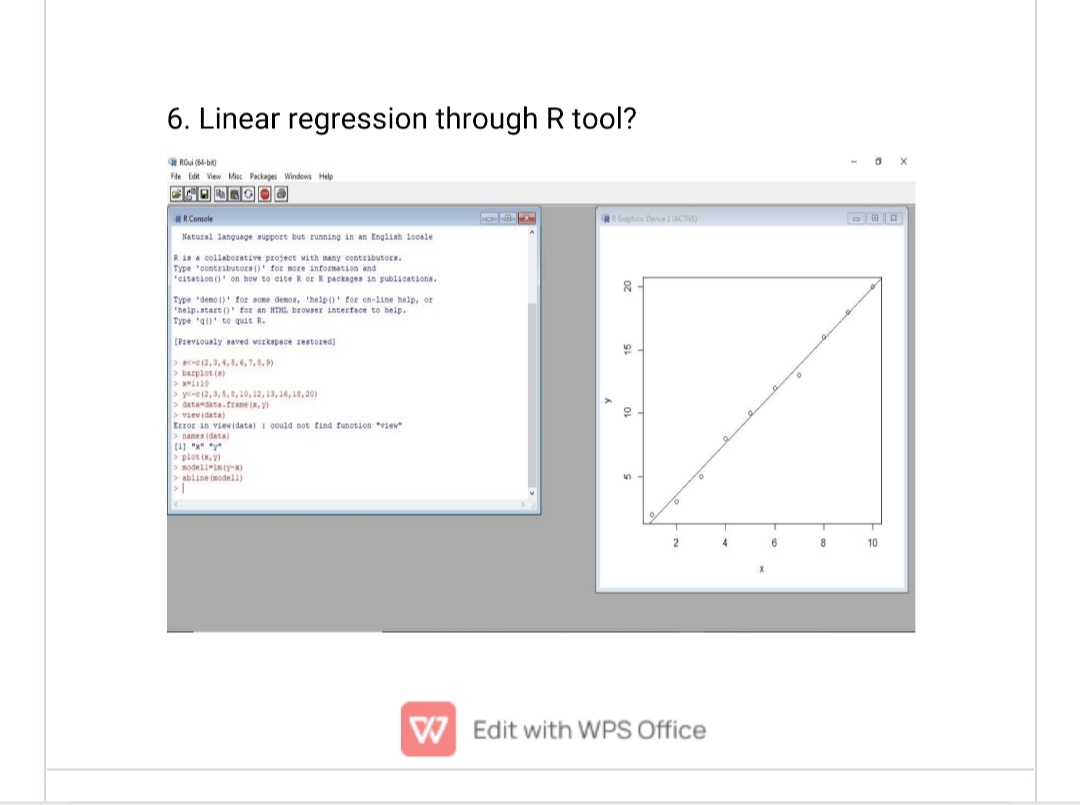 6. Linear regression through R tool?
RGui (64-bit)
File Edit View Misc Packages Windows Help
R Console
Natural language support but running in an English locale
R is a collaborative project with many contributors.
Type 'contributors()' for more information and
'citation()' on how to cite R or R packages in publications.
Type 'demo()' for some demos, 'help()' for on-line help, or
'help.start()' for an HTML browser interface to help.
Type 'q()' to quit R.
[Previously saved workspace restored]
> a<-c(2,3,4,5,6,7,8,9)
> barplot(a)
> x=1:10
> y<-c(2,3,5,8,10,12,13,16,18,20)
> data=data.frame(x,y)
> view(data)
Error in view(data) : could not find function "view"
> names(data)
[1] "x" "y"
> plot(x,y)
> model1=lm(y~x)
> abline(model1)
>
R Graphics: Device 2 (ACTIVE)
20
15
10
5
y
2 4 6 8 10
x
Edit with WPS Office